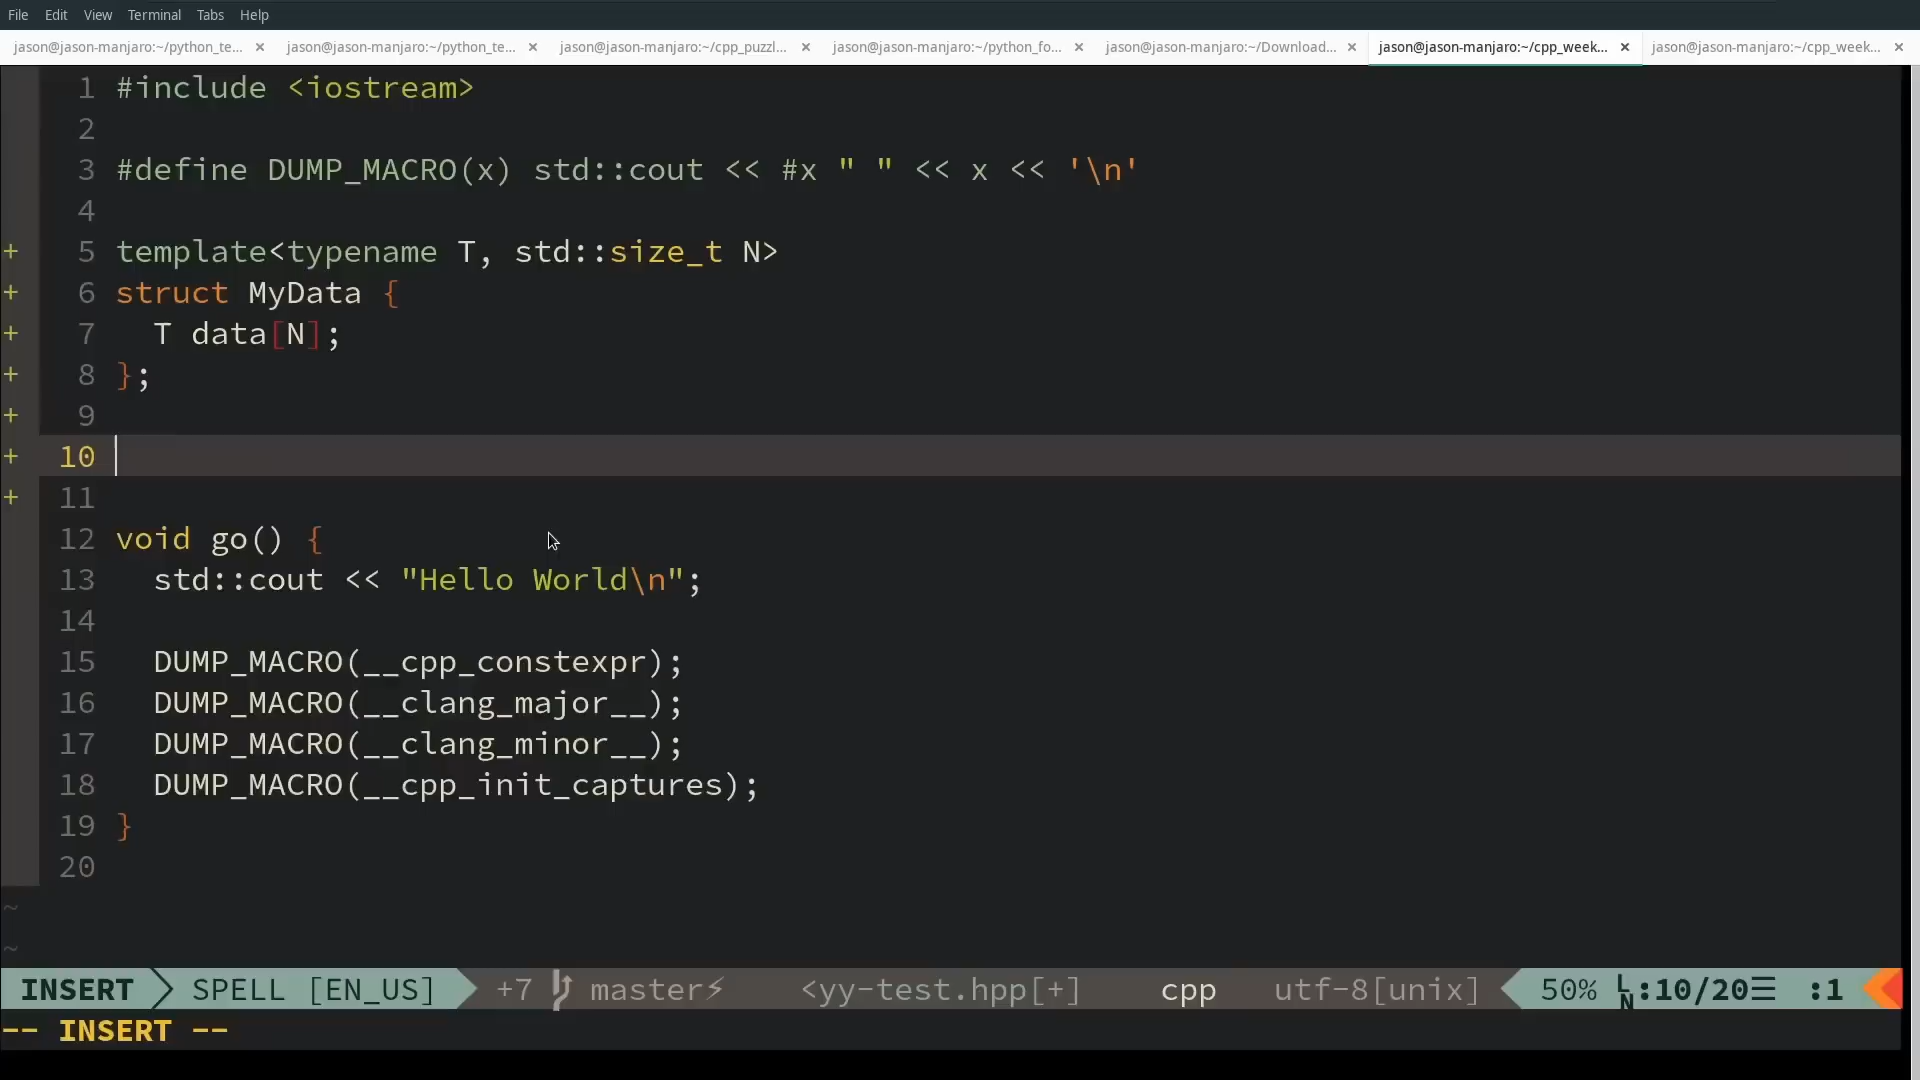 File Edit View Terminal Tabs Help
jason@jason-manjaro:~/python_te... × jason@jason-manjaro:~/python_te... × jason@jason-manjaro:~/cpp_puzzl... × jason@jason-manjaro:~/python_fo... × jason@jason-manjaro:~/Download... × jason@jason-manjaro:~/cpp_week... × jason@jason-manjaro:~/cpp_week... ×
1 #include <iostream>
2
3 #define DUMP_MACRO(x) std::cout << #x " " << x << '\n'
4
+ 5 template<typename T, std::size_t N>
+ 6 struct MyData {
+ 7   T data[N];
+ 8 };
+ 9
+ 10
+ 11
12 void go() {
13   std::cout << "Hello World\n";
14
15   DUMP_MACRO(__cpp_constexpr);
16   DUMP_MACRO(__clang_major__);
17   DUMP_MACRO(__clang_minor__);
18   DUMP_MACRO(__cpp_init_captures);
19 }
20
~
~
INSERT SPELL [EN_US] +7 master⚡ <yy-test.hpp[+] cpp utf-8[unix] 50% LN:10/20☰ :1
-- INSERT --